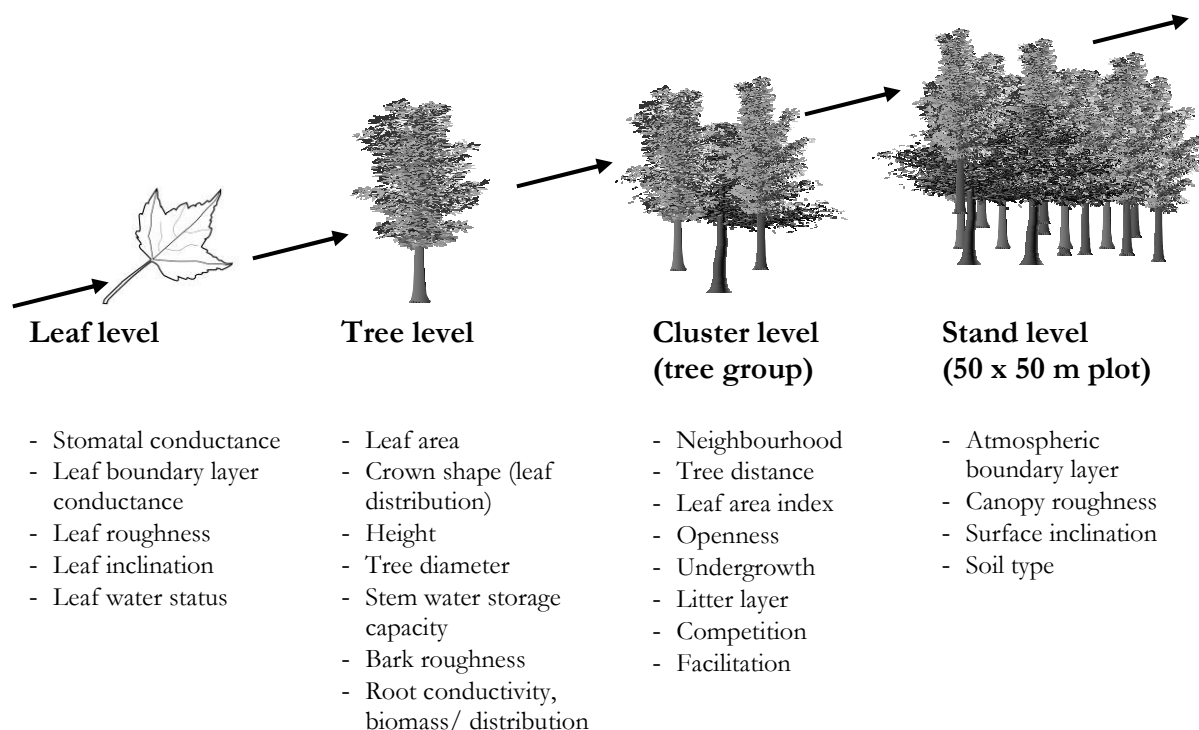 Leaf level
- Stomatal conductance
- Leaf boundary layer
conductance
- Leaf roughness
- Leaf inclination
- Leaf water status
Tree level
- Leaf area
- Crown shape (leaf
distribution)
- Height
- Tree diameter
- Stem water storage
capacity
- Bark roughness
- Root conductivity,
biomass/ distribution
Cluster level
(tree group)
- Neighbourhood
- Tree distance
- Leaf area index
- Openness
- Undergrowth
- Litter layer
- Competition
- Facilitation
Stand level
(50 x 50 m plot)
- Atmospheric
boundary layer
- Canopy roughness
- Surface inclination
- Soil type